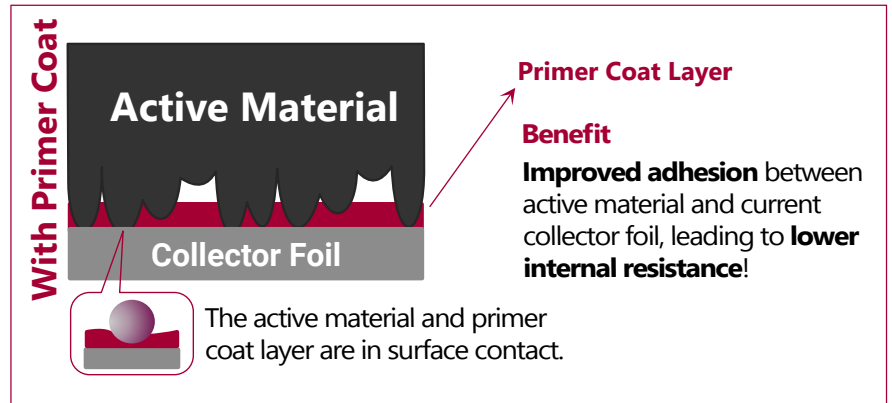 With Primer Coat
Active Material
Collector Foil
The active material and primer
coat layer are in surface contact.
Primer Coat Layer
Benefit
Improved adhesion between
active material and current
collector foil, leading to lower
internal resistance!